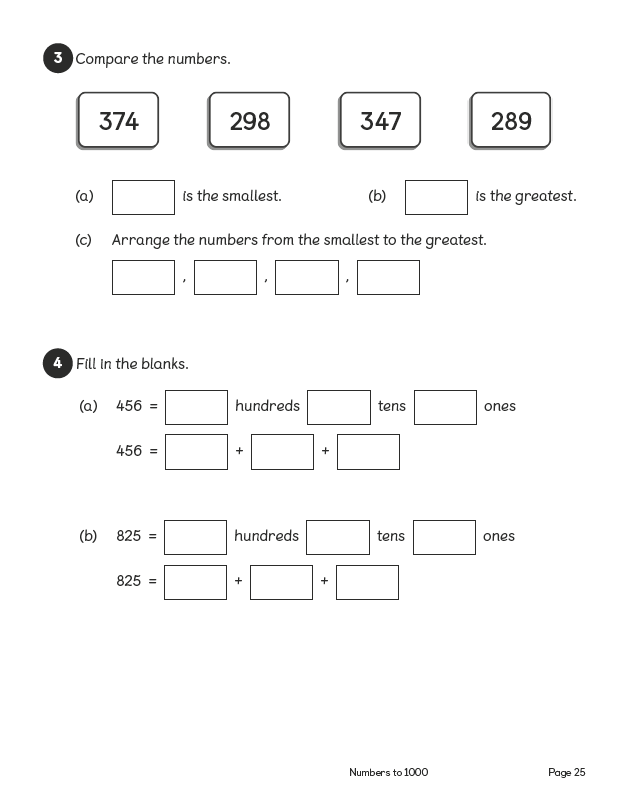 3 Compare the numbers.
374 298 347 289
(a) is the smallest. (b) is the greatest.
(c) Arrange the numbers from the smallest to the greatest.
, , ,
4 Fill in the blanks.
(a) 456 = hundreds tens ones
456 = + +
(b) 825 = hundreds tens ones
825 = + +
Numbers to 1000 Page 25